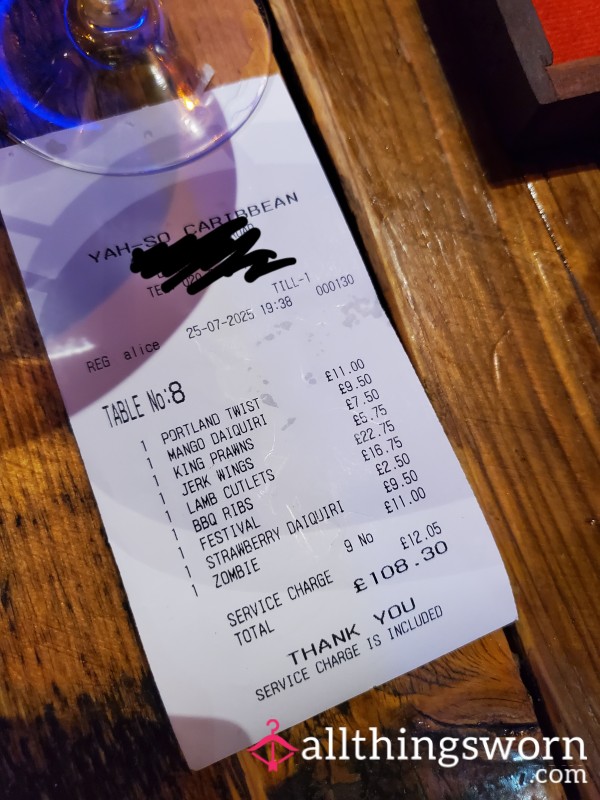 YAH-SO CARIBBEAN
TILL-1
REG alice 25-07-2025 19:38 000130
TABLE No:8
1 PORTLAND TWIST £11.00
1 MANGO DAIQUIRI £9.50
1 KING PRAWNS £7.50
1 JERK WINGS £5.75
1 LAMB CUTLETS £22.75
1 BBQ RIBS £16.75
1 FESTIVAL £2.50
1 STRAWBERRY DAIQUIRI £9.50
1 ZOMBIE £11.00
9 No
SERVICE CHARGE £12.05
TOTAL £108.30
THANK YOU
SERVICE CHARGE IS INCLUDED
allthingsworn
.com